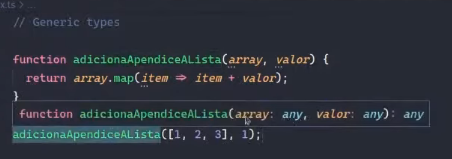 x.ts > ...
// Generic types
function adicionaApendiceALista(array, valor) {
return array.map(item => item + valor);
}
function adicionaApendiceALista(array: any, valor: any): any
adicionaApendiceALista([1, 2, 3], 1);